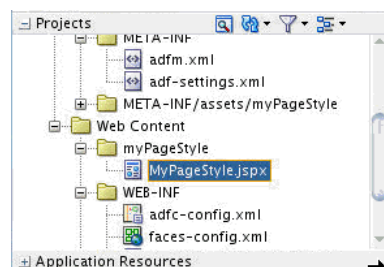 Projects
META-INF
adfm.xml
adf-settings.xml
META-INF/assets/myPageStyle
Web Content
myPageStyle
MyPageStyle.jspx
WEB-INF
adfc-config.xml
faces-config.xml
Application Resources